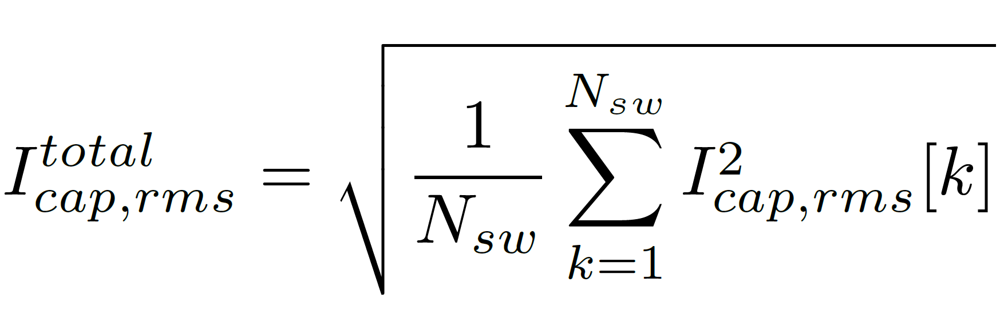 $I_{cap,rms}^{total} = \sqrt{\frac{1}{N_{sw}} \sum_{k=1}^{N_{sw}} I_{cap,rms}^{2}[k]}$